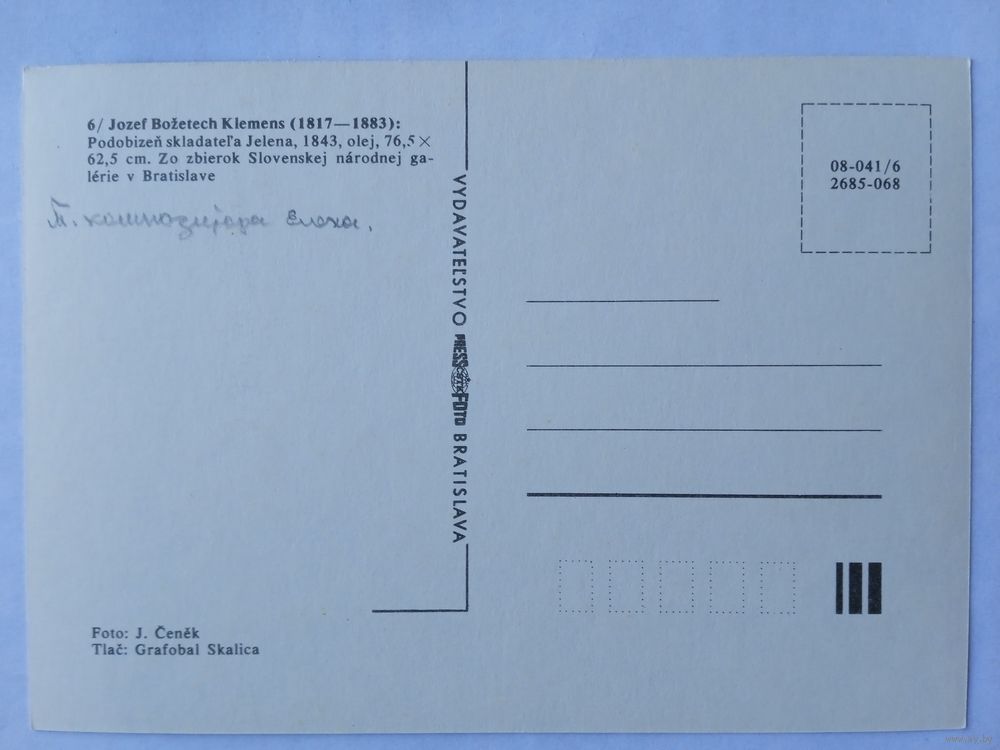 6/ Jozef Božetech Klemens (1817—1883):
Podobizeň skladateľa Jelena, 1843, olej, 76,5 ×
62,5 cm. Zo zbierok Slovenskej národnej ga-
lérie v Bratislave
П. композитора Елена.
VYDAVATEĽSTVO PRESSFOTO BRATISLAVA
08-041/6
2685-068
Foto: J. Čeněk
Tlač: Grafobal Skalica